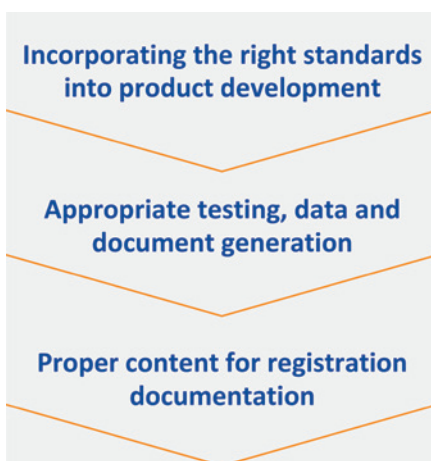 Incorporating the right standards
into product development
Appropriate testing, data and
document generation
Proper content for registration
documentation